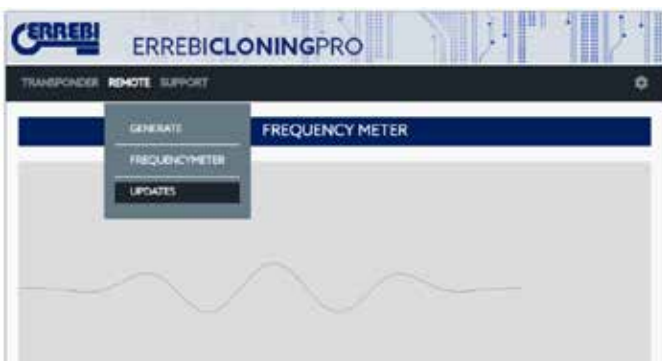 ERREBI ERREBICLONINGPRO
TRANSPONDER REMOTE SUPPORT
FREQUENCY METER
GENERATE
FREQUENCYMETER
UPDATES